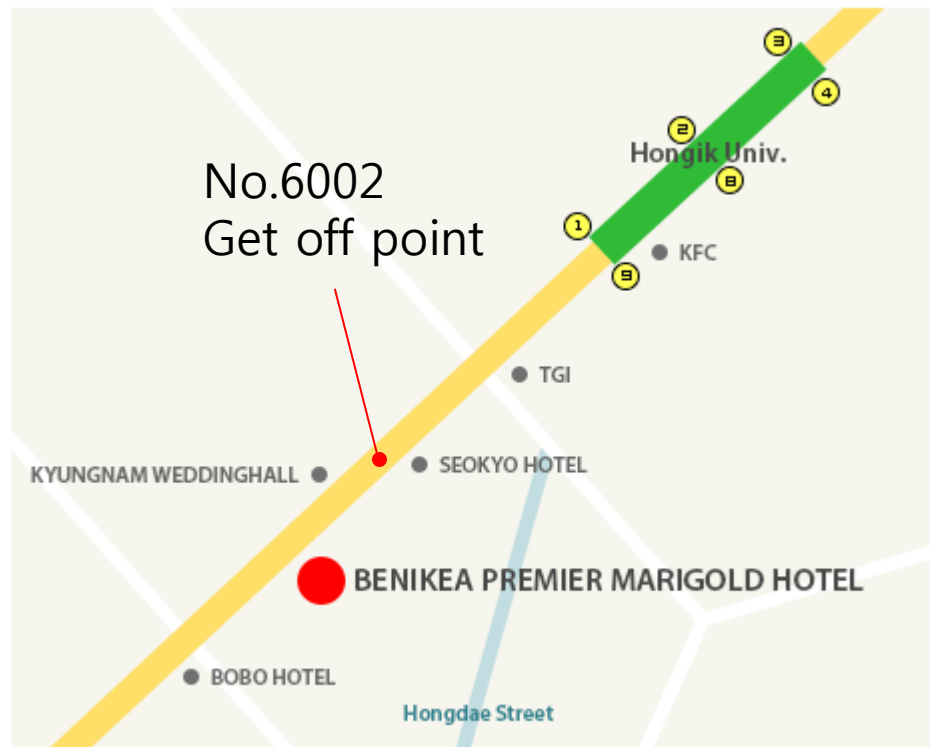 3
4
2
Hongik Univ.
8
No.6002
Get off point
1
KFC
9
TGI
SEOKYO HOTEL
KYUNGNAM WEDDINGHALL
BENIKEA PREMIER MARIGOLD HOTEL
BOBO HOTEL
Hongdae Street